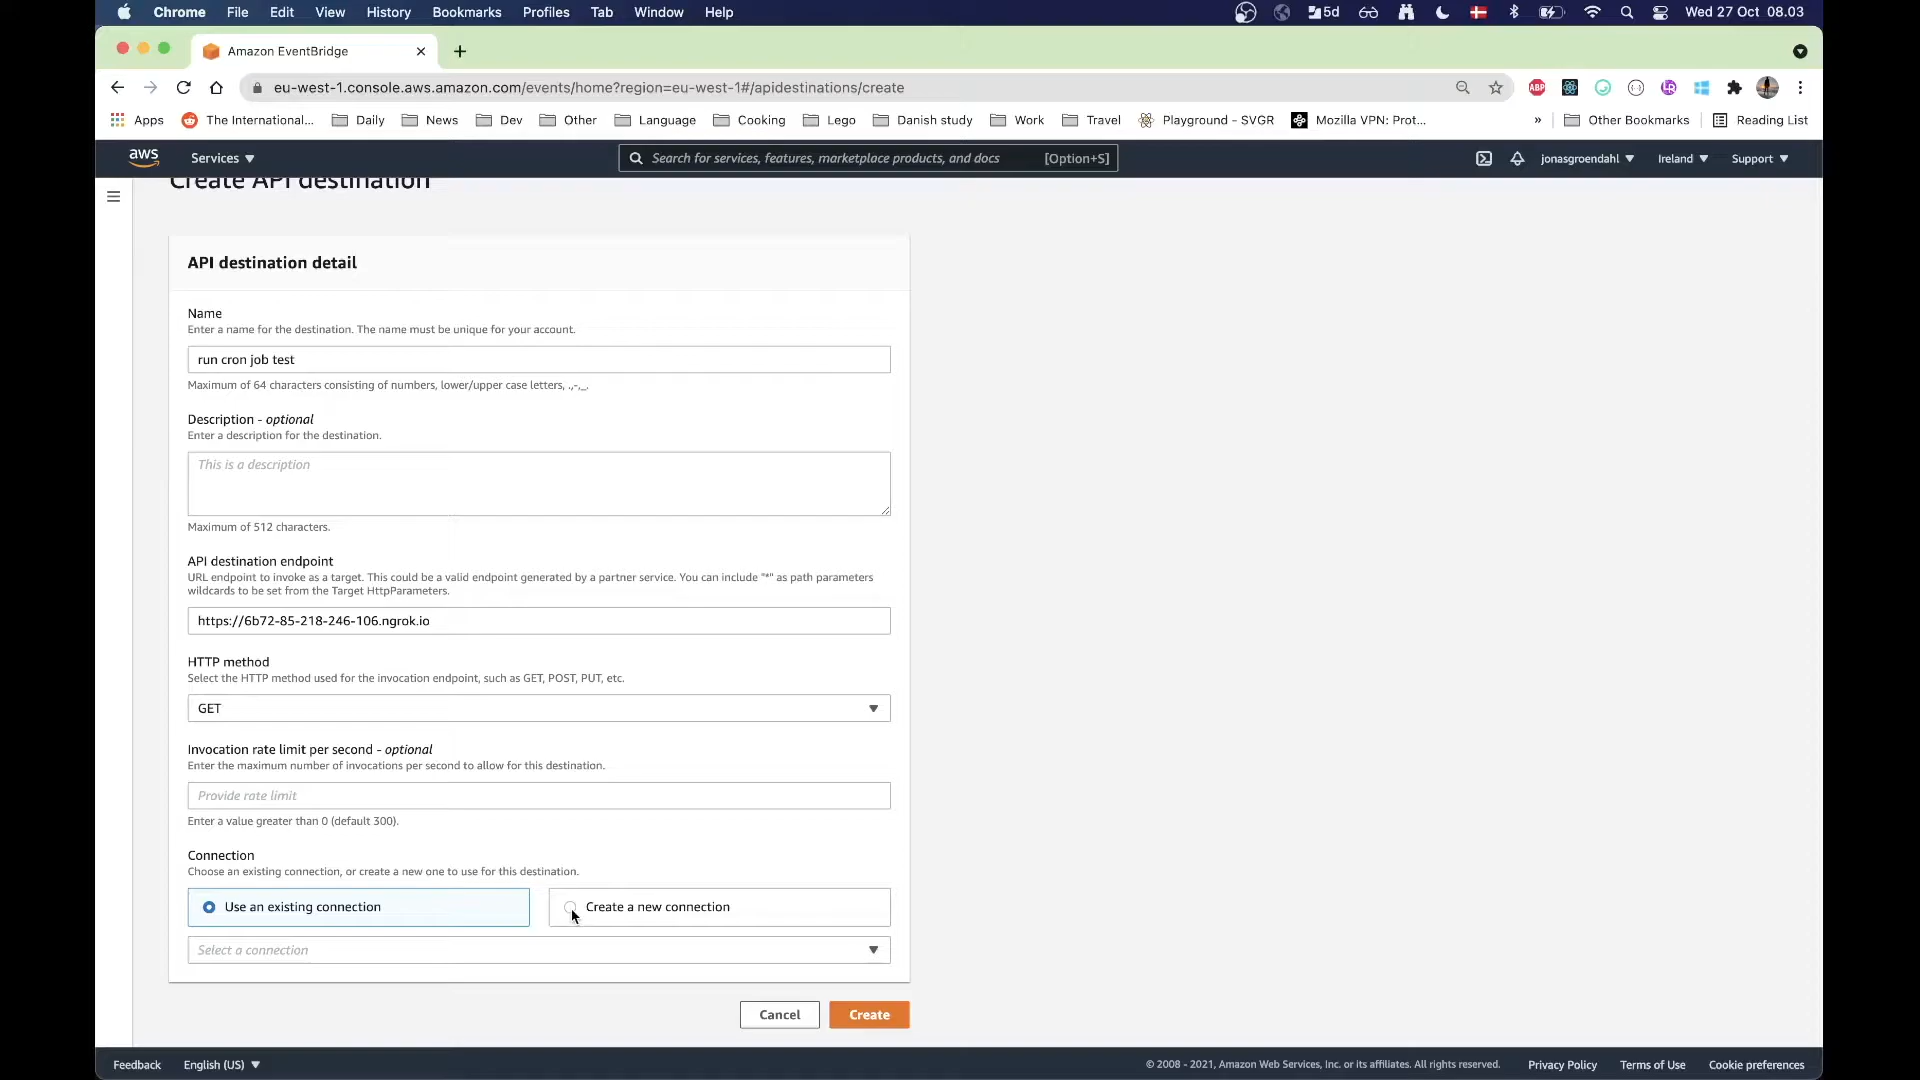 Chrome File Edit View History Bookmarks Profiles Tab Window Help 5d Wed 27 Oct 08.03
Amazon EventBridge
eu-west-1.console.aws.amazon.com/events/home?region=eu-west-1#/apidestinations/create
ABP LR
Apps The International... Daily News Dev Other Language Cooking Lego Danish study Work Travel Playground - SVGR Mozilla VPN: Prot... » Other Bookmarks Reading List
aws Services Search for services, features, marketplace products, and docs [Option+S] jonasgroendahl Ireland Support
Create API destination
API destination detail
Name
Enter a name for the destination. The name must be unique for your account.
run cron job test
Maximum of 64 characters consisting of numbers, lower/upper case letters, .,-,_.
Description - optional
Enter a description for the destination.
This is a description
Maximum of 512 characters.
API destination endpoint
URL endpoint to invoke as a target. This could be a valid endpoint generated by a partner service. You can include "*" as path parameters
wildcards to be set from the Target HttpParameters.
https://6b72-85-218-246-106.ngrok.io
HTTP method
Select the HTTP method used for the invocation endpoint, such as GET, POST, PUT, etc.
GET
Invocation rate limit per second - optional
Enter the maximum number of invocations per second to allow for this destination.
Provide rate limit
Enter a value greater than 0 (default 300).
Connection
Choose an existing connection, or create a new one to use for this destination.
Use an existing connection Create a new connection
Select a connection
Cancel Create
Feedback English (US) © 2008 - 2021, Amazon Web Services, Inc. or its affiliates. All rights reserved. Privacy Policy Terms of Use Cookie preferences